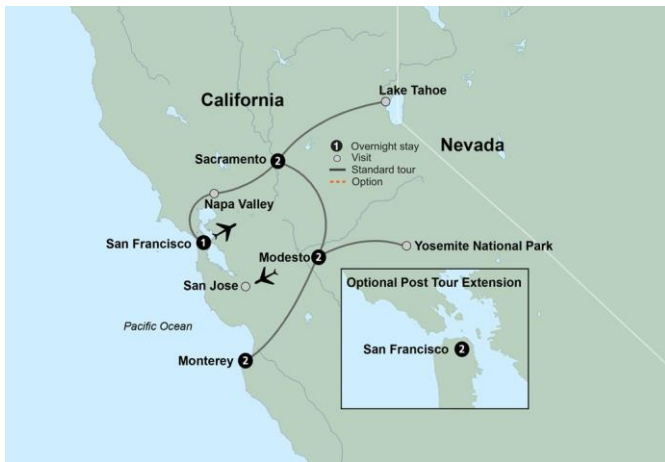 Lake Tahoe
California
1 Overnight stay
Visit
Standard tour
Option
Nevada
Sacramento 2
Napa Valley
San Francisco 1
Modesto 2
Yosemite National Park
San Jose
Optional Post Tour Extension
Pacific Ocean
San Francisco 2
Monterey 2